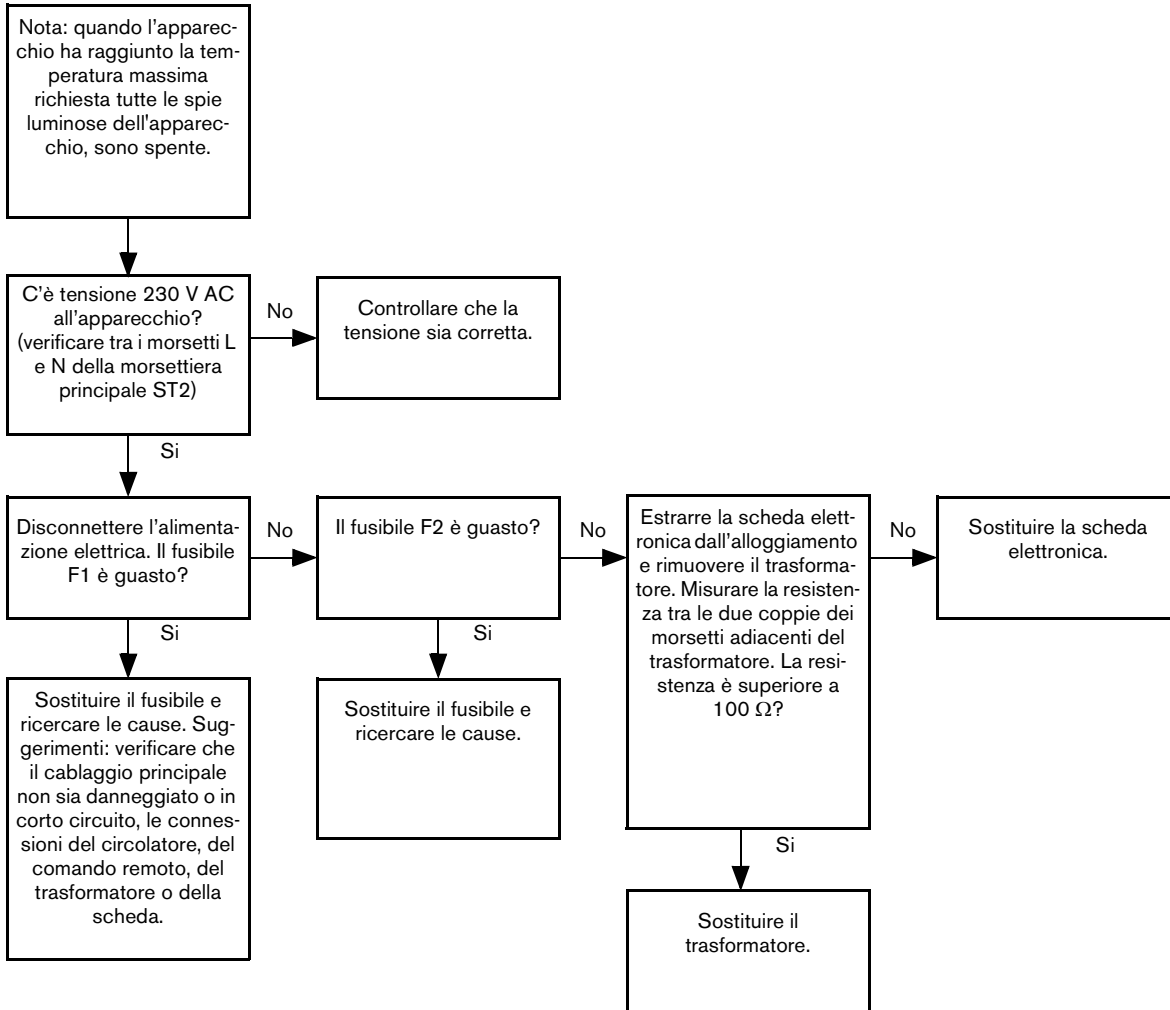 Nota: quando l'apparec-
chio ha raggiunto la tem-
peratura massima
richiesta tutte le spie
luminose dell'apparec-
chio, sono spente.
C'è tensione 230 V AC
all'apparecchio?
(verificare tra i morsetti L
e N della morsettiera
principale ST2)
No
Controllare che la
tensione sia corretta.
Si
Disconnettere l'alimenta-
zione elettrica. Il fusibile
F1 è guasto?
No
Il fusibile F2 è guasto?
No
Estrarre la scheda elett-
ronica dall'alloggiamento
e rimuovere il trasforma-
tore. Misurare la resisten-
za tra le due coppie dei
morsetti adiacenti del
trasformatore. La resi-
stenza è superiore a
100 Ω?
No
Sostituire la scheda
elettronica.
Si
Sostituire il fusibile e
ricercare le cause. Sug-
gerimenti: verificare che
il cablaggio principale
non sia danneggiato o in
corto circuito, le connes-
sioni del circolatore, del
comando remoto, del
trasformatore o della
scheda.
Si
Sostituire il fusibile e
ricercare le cause.
Si
Sostituire il
trasformatore.